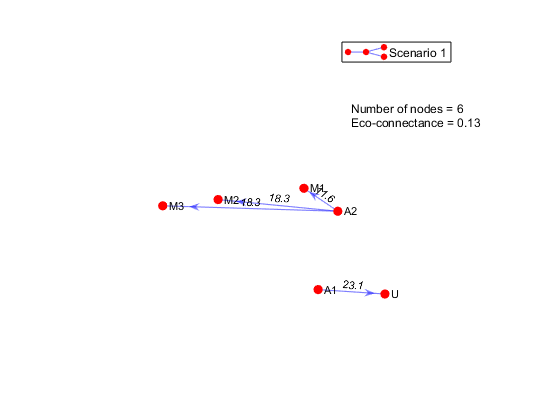 Scenario 1
Number of nodes = 6
Eco-connectance = 0.13
M1
M2
18.3
M3
18.3
A2
A1
23.1
U